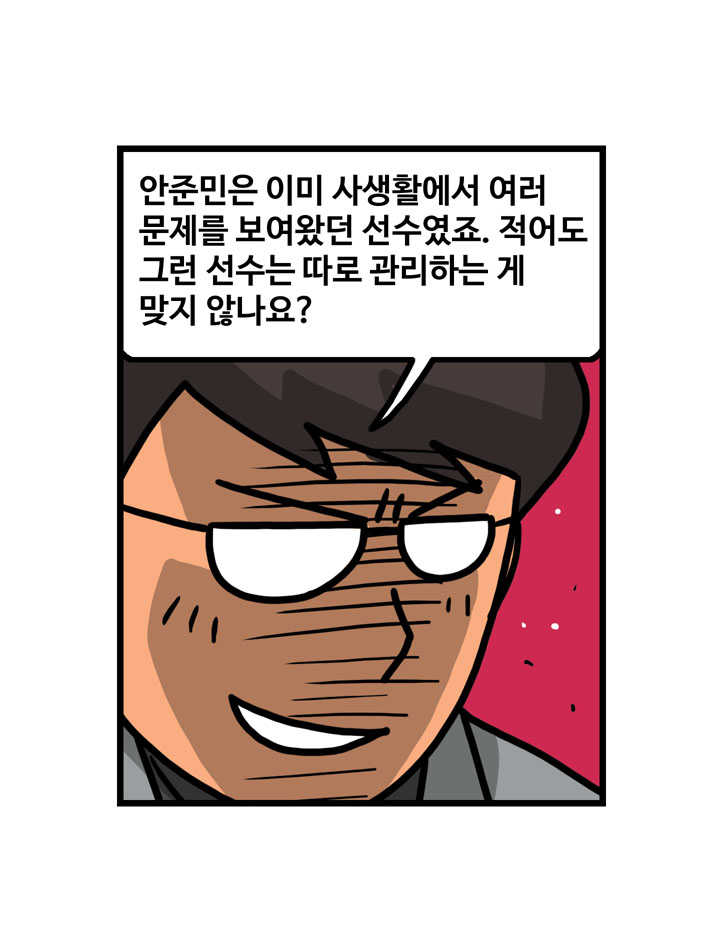 안준민은 이미 사생활에서 여러
문제를 보여왔던 선수였죠. 적어도
그런 선수는 따로 관리하는 게
맞지 않나요?